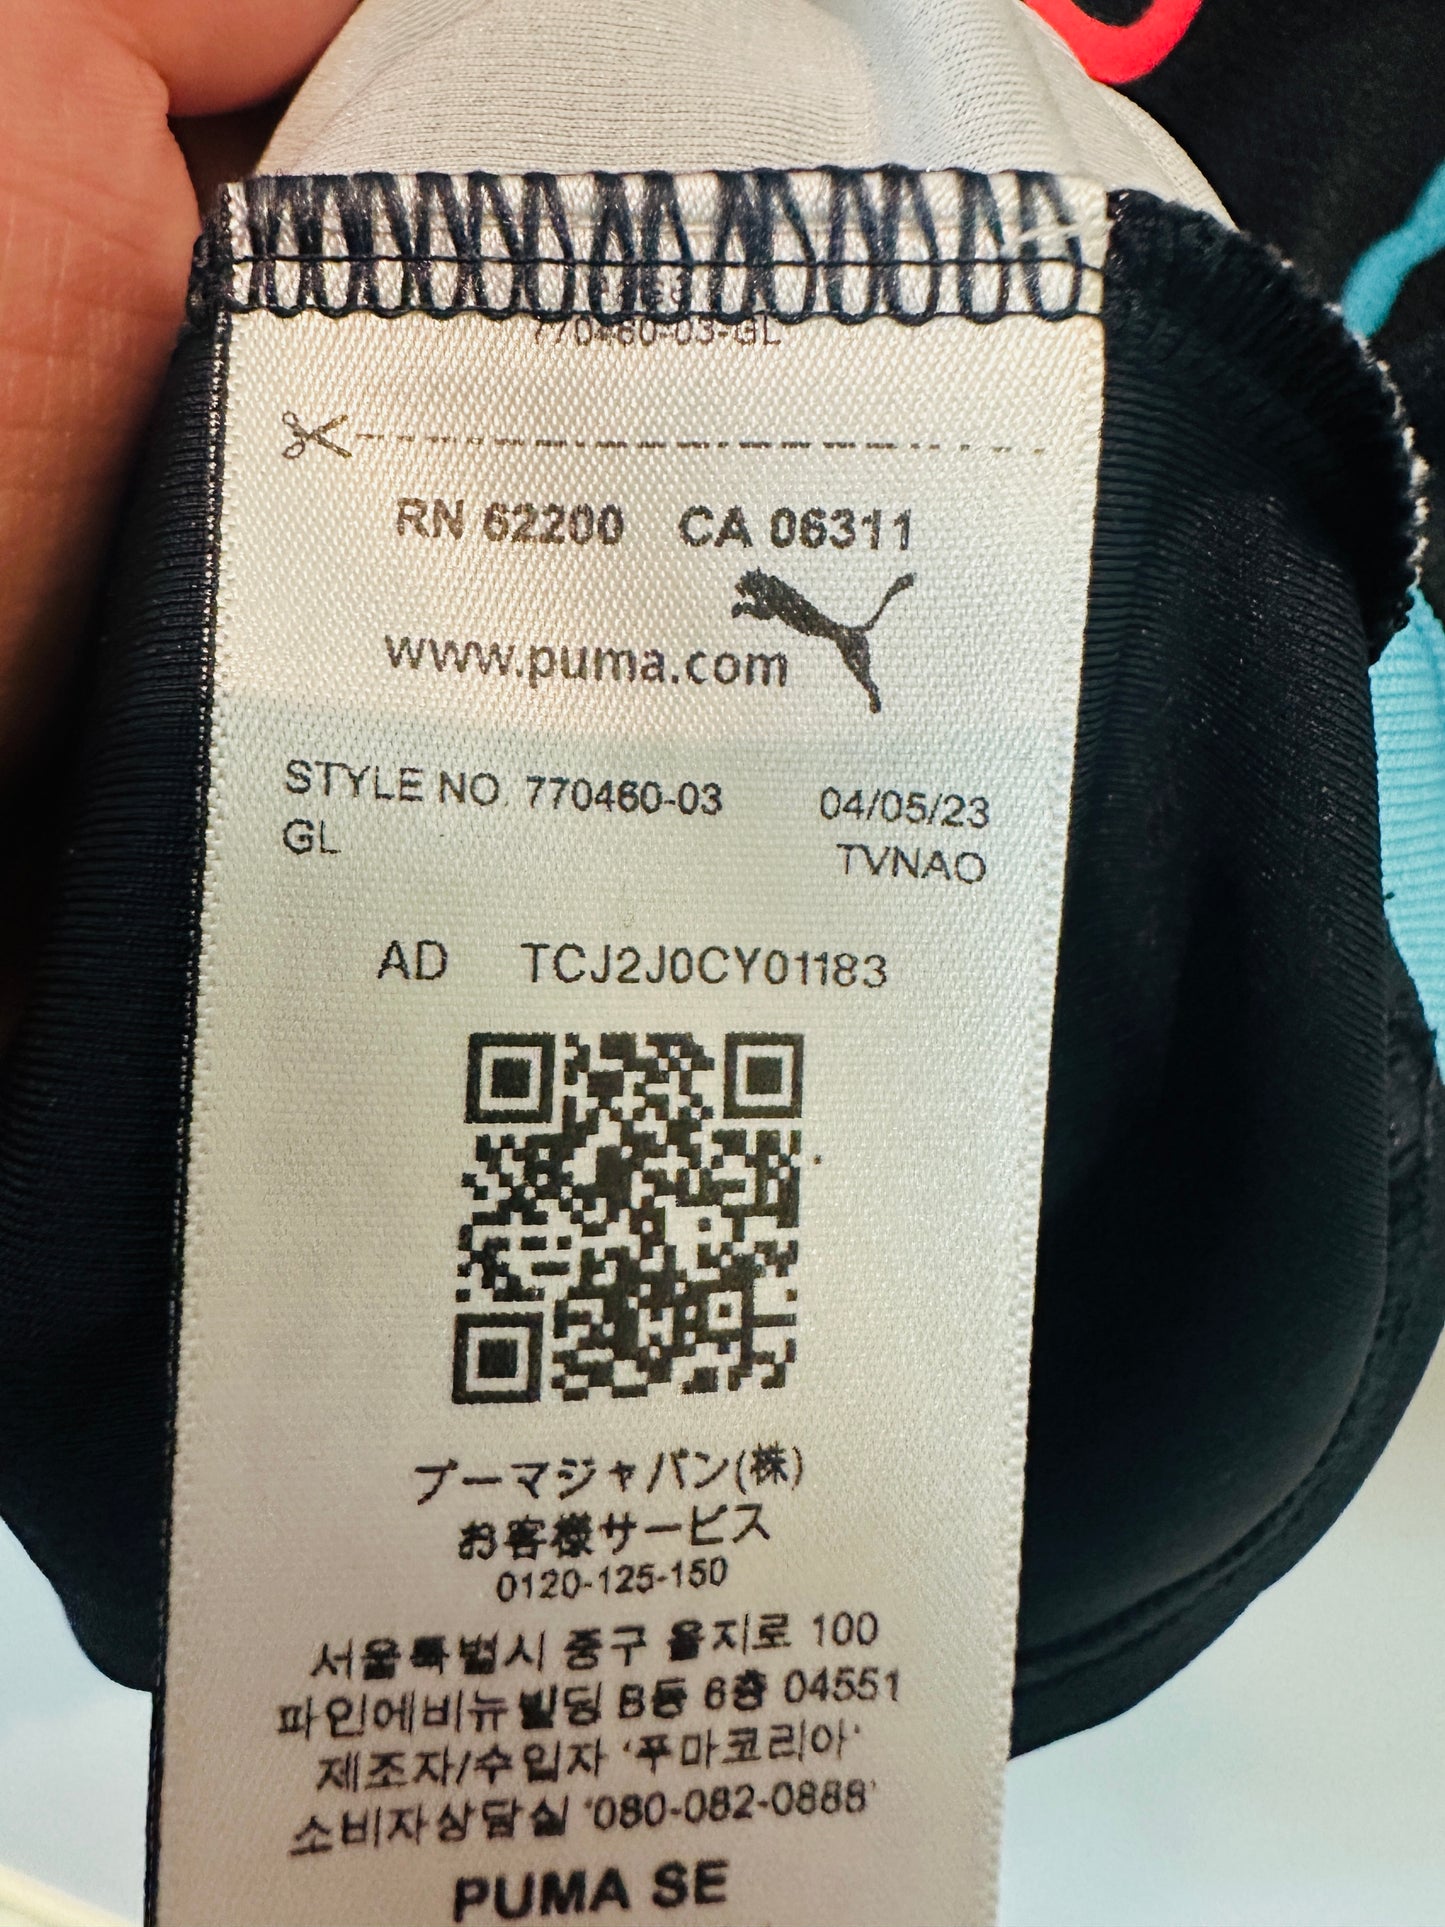 770460-03-GL
RN 62200 CA 06311
www.puma.com
STYLE NO. 770460-03 04/05/23
GL TVNAO
AD TCJ2J0CY01183
プーマジャパン(株)
お客様サービス
0120-125-150
서울특별시 중구 을지로 100
파인에비뉴빌딩 B동 6층 04551
제조자/수입자 '푸마코리아'
소비자상담실 '080-082-0888'
PUMA SE